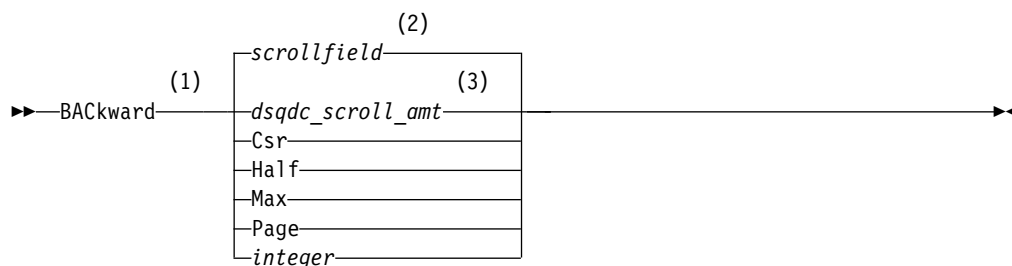 (2)
scrollfield
(1) (3)
BACkward dsqdc_scroll_amt
Csr
Half
Max
Page
integer